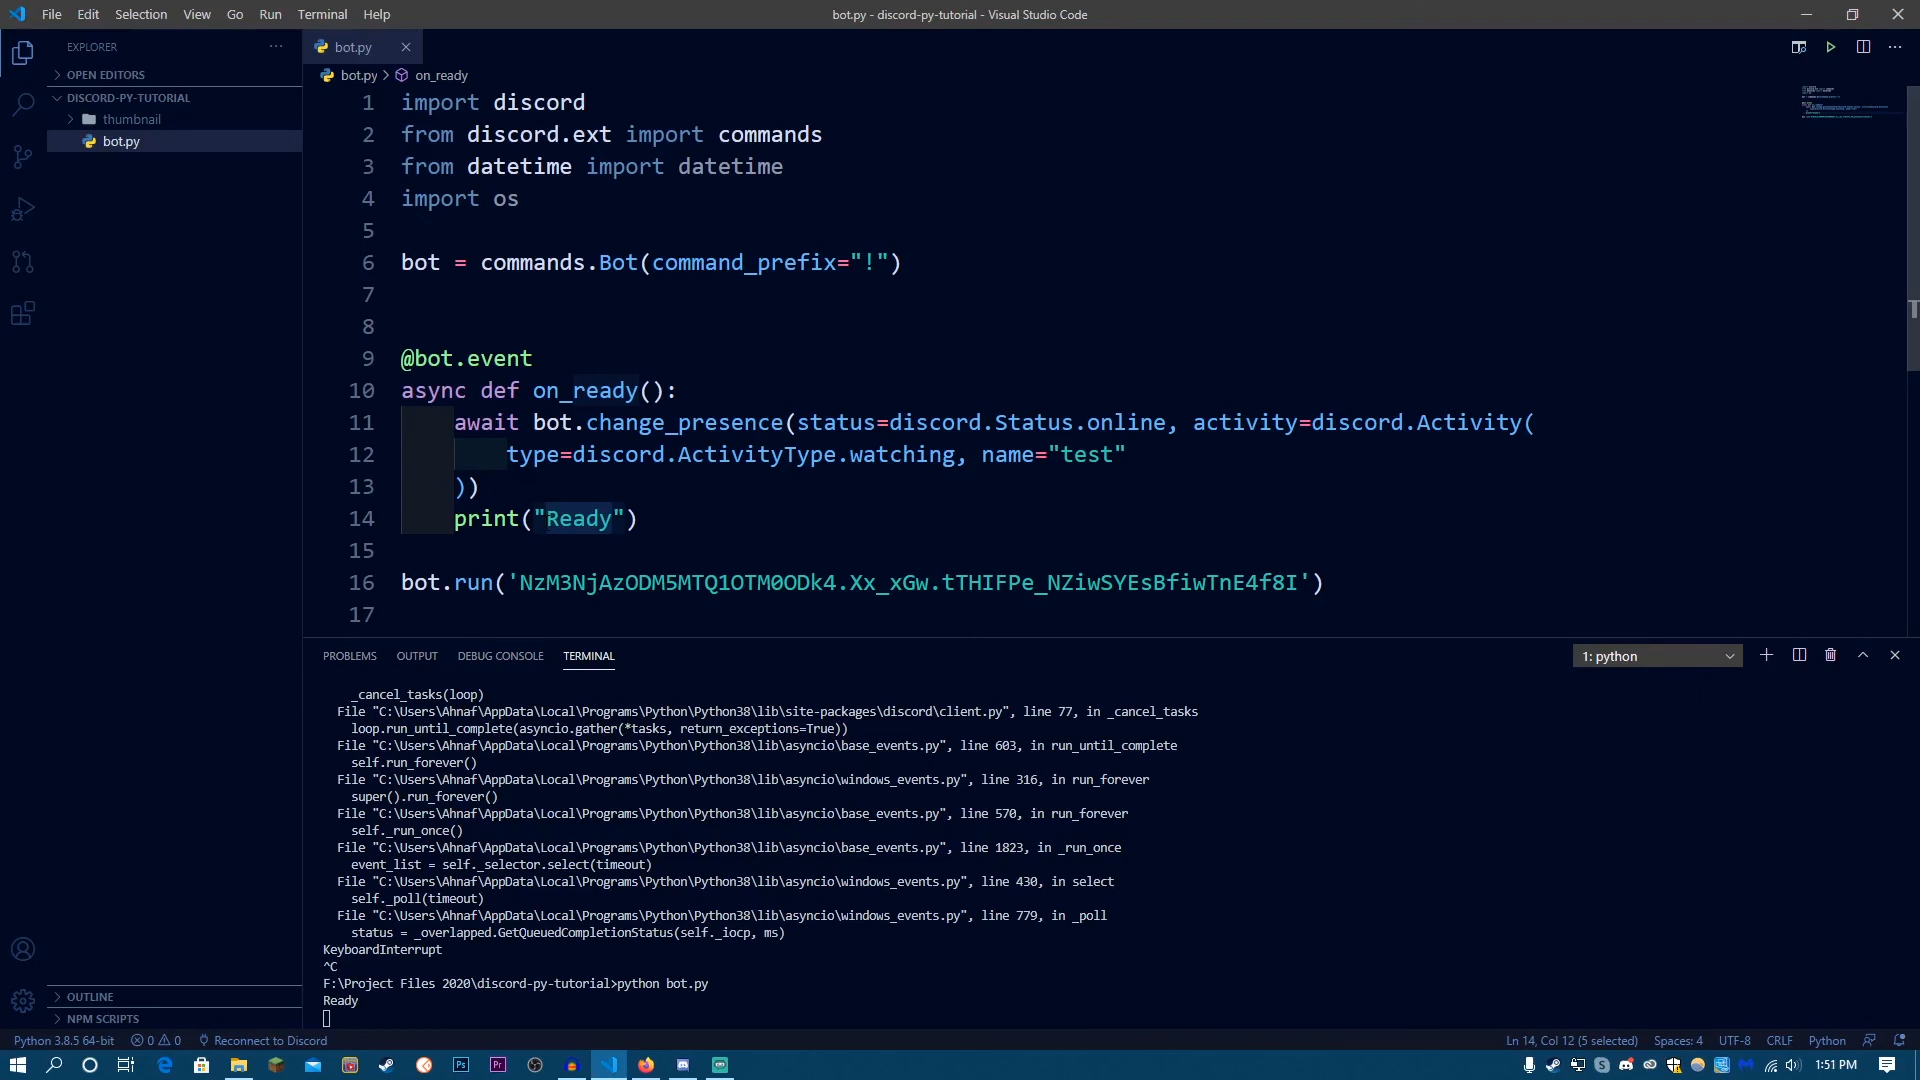 File Edit Selection View Go Run Terminal Help
bot.py - discord-py-tutorial - Visual Studio Code
EXPLORER
OPEN EDITORS
DISCORD-PY-TUTORIAL
thumbnail
bot.py
OUTLINE
NPM SCRIPTS
bot.py
bot.py > on_ready
1 import discord
2 from discord.ext import commands
3 from datetime import datetime
4 import os
5
6 bot = commands.Bot(command_prefix="!")
7
8
9 @bot.event
10 async def on_ready():
11 await bot.change_presence(status=discord.Status.online, activity=discord.Activity(
12 type=discord.ActivityType.watching, name="test"
13 ))
14 print("Ready")
15
16 bot.run('NzM3NjAzODM5MTQ1OTM0ODk4.Xx_xGw.tTHIFPe_NZiwSYEsBfiwTnE4f8I')
17
PROBLEMS OUTPUT DEBUG CONSOLE TERMINAL
1: python
_cancel_tasks(loop)
File "C:\Users\Ahnaf\AppData\Local\Programs\Python\Python38\lib\site-packages\discord\client.py", line 77, in _cancel_tasks
loop.run_until_complete(asyncio.gather(*tasks, return_exceptions=True))
File "C:\Users\Ahnaf\AppData\Local\Programs\Python\Python38\lib\asyncio\base_events.py", line 603, in run_until_complete
self.run_forever()
File "C:\Users\Ahnaf\AppData\Local\Programs\Python\Python38\lib\asyncio\windows_events.py", line 316, in run_forever
super().run_forever()
File "C:\Users\Ahnaf\AppData\Local\Programs\Python\Python38\lib\asyncio\base_events.py", line 570, in run_forever
self._run_once()
File "C:\Users\Ahnaf\AppData\Local\Programs\Python\Python38\lib\asyncio\base_events.py", line 1823, in _run_once
event_list = self._selector.select(timeout)
File "C:\Users\Ahnaf\AppData\Local\Programs\Python\Python38\lib\asyncio\windows_events.py", line 430, in select
self._poll(timeout)
File "C:\Users\Ahnaf\AppData\Local\Programs\Python\Python38\lib\asyncio\windows_events.py", line 779, in _poll
status = _overlapped.GetQueuedCompletionStatus(self._iocp, ms)
KeyboardInterrupt
^C
F:\Project Files 2020\discord-py-tutorial>python bot.py
Ready
Python 3.8.5 64-bit 0 0 Reconnect to Discord
Ln 14, Col 12 (5 selected) Spaces: 4 UTF-8 CRLF Python
Ps Pr
1:51 PM